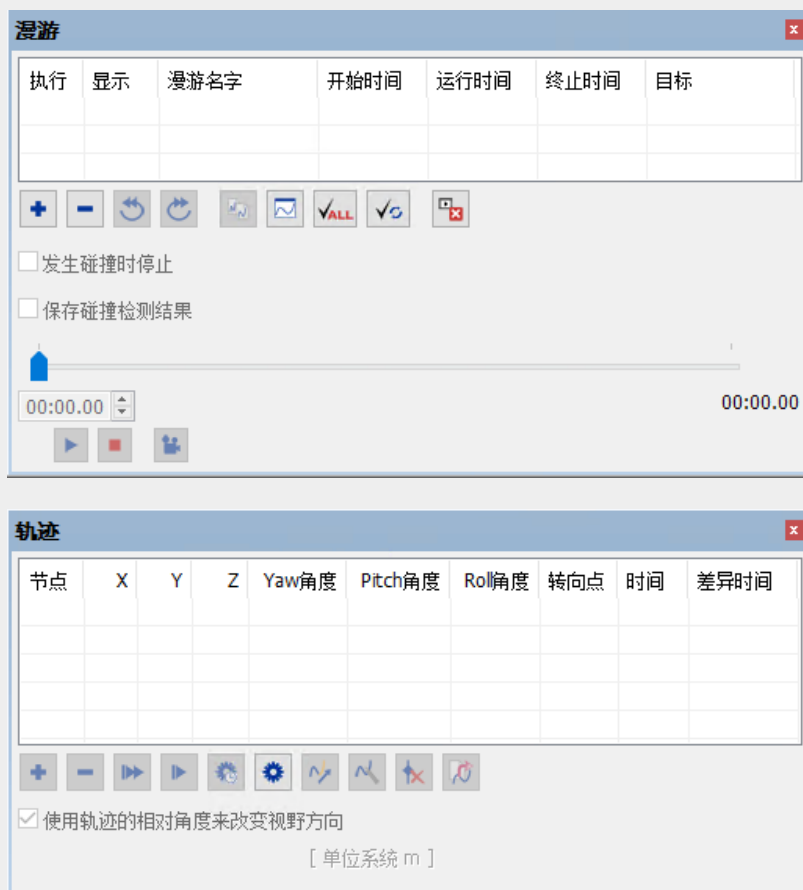 漫游
执行 显示 漫游名字 开始时间 运行时间 终止时间 目标
ALL
发生碰撞时停止
保存碰撞检测结果
00:00.00 00:00.00
轨迹
节点 X Y Z Yaw角度 Pitch角度 Roll角度 转向点 时间 差异时间
使用轨迹的相对角度来改变视野方向
[ 单位系统 m ]